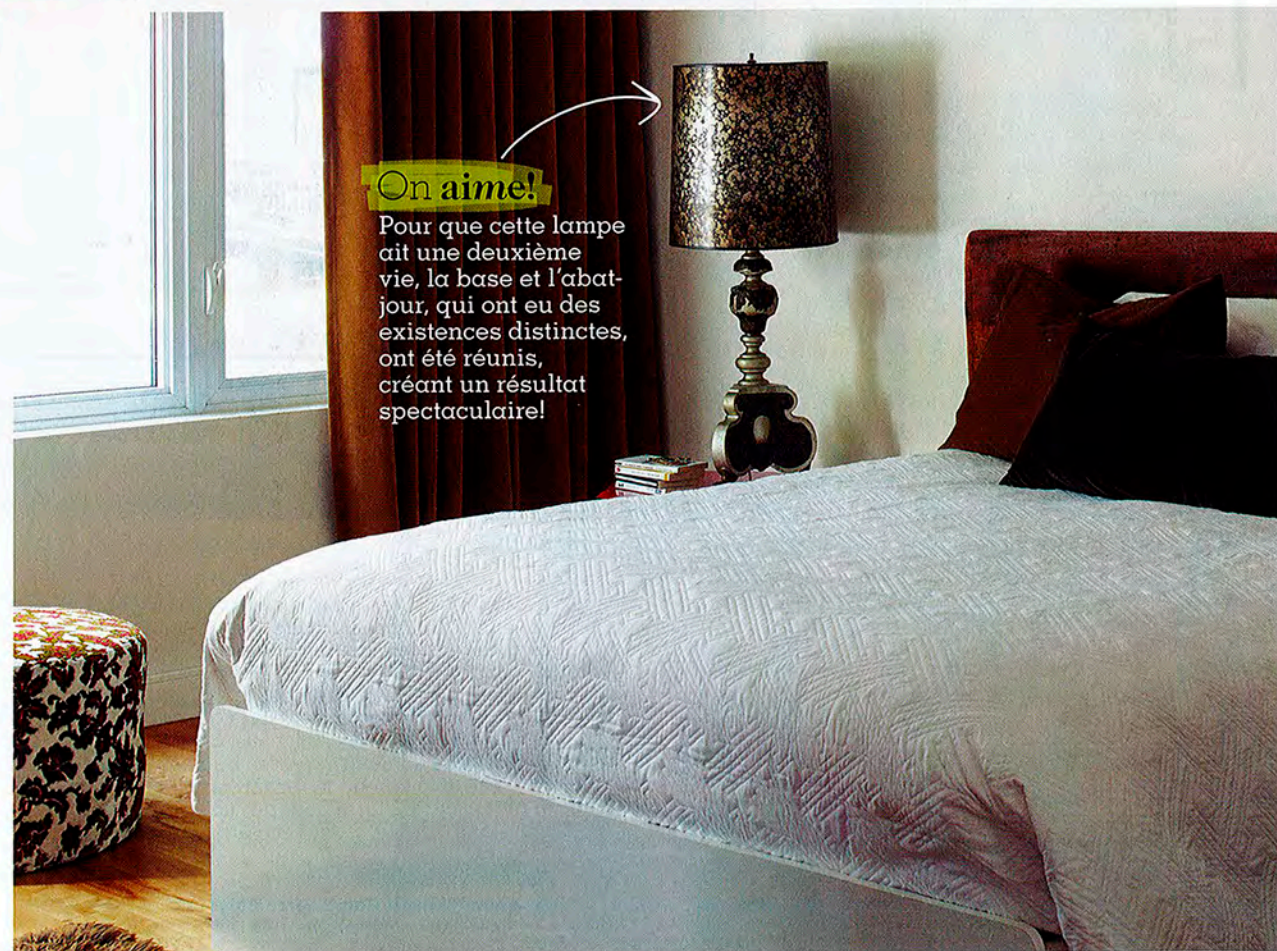 On aime!
Pour que cette lampe
ait une deuxième
vie, la base et l'abat-
jour, qui ont eu des
existences distinctes,
ont été réunis,
créant un résultat
spectaculaire!